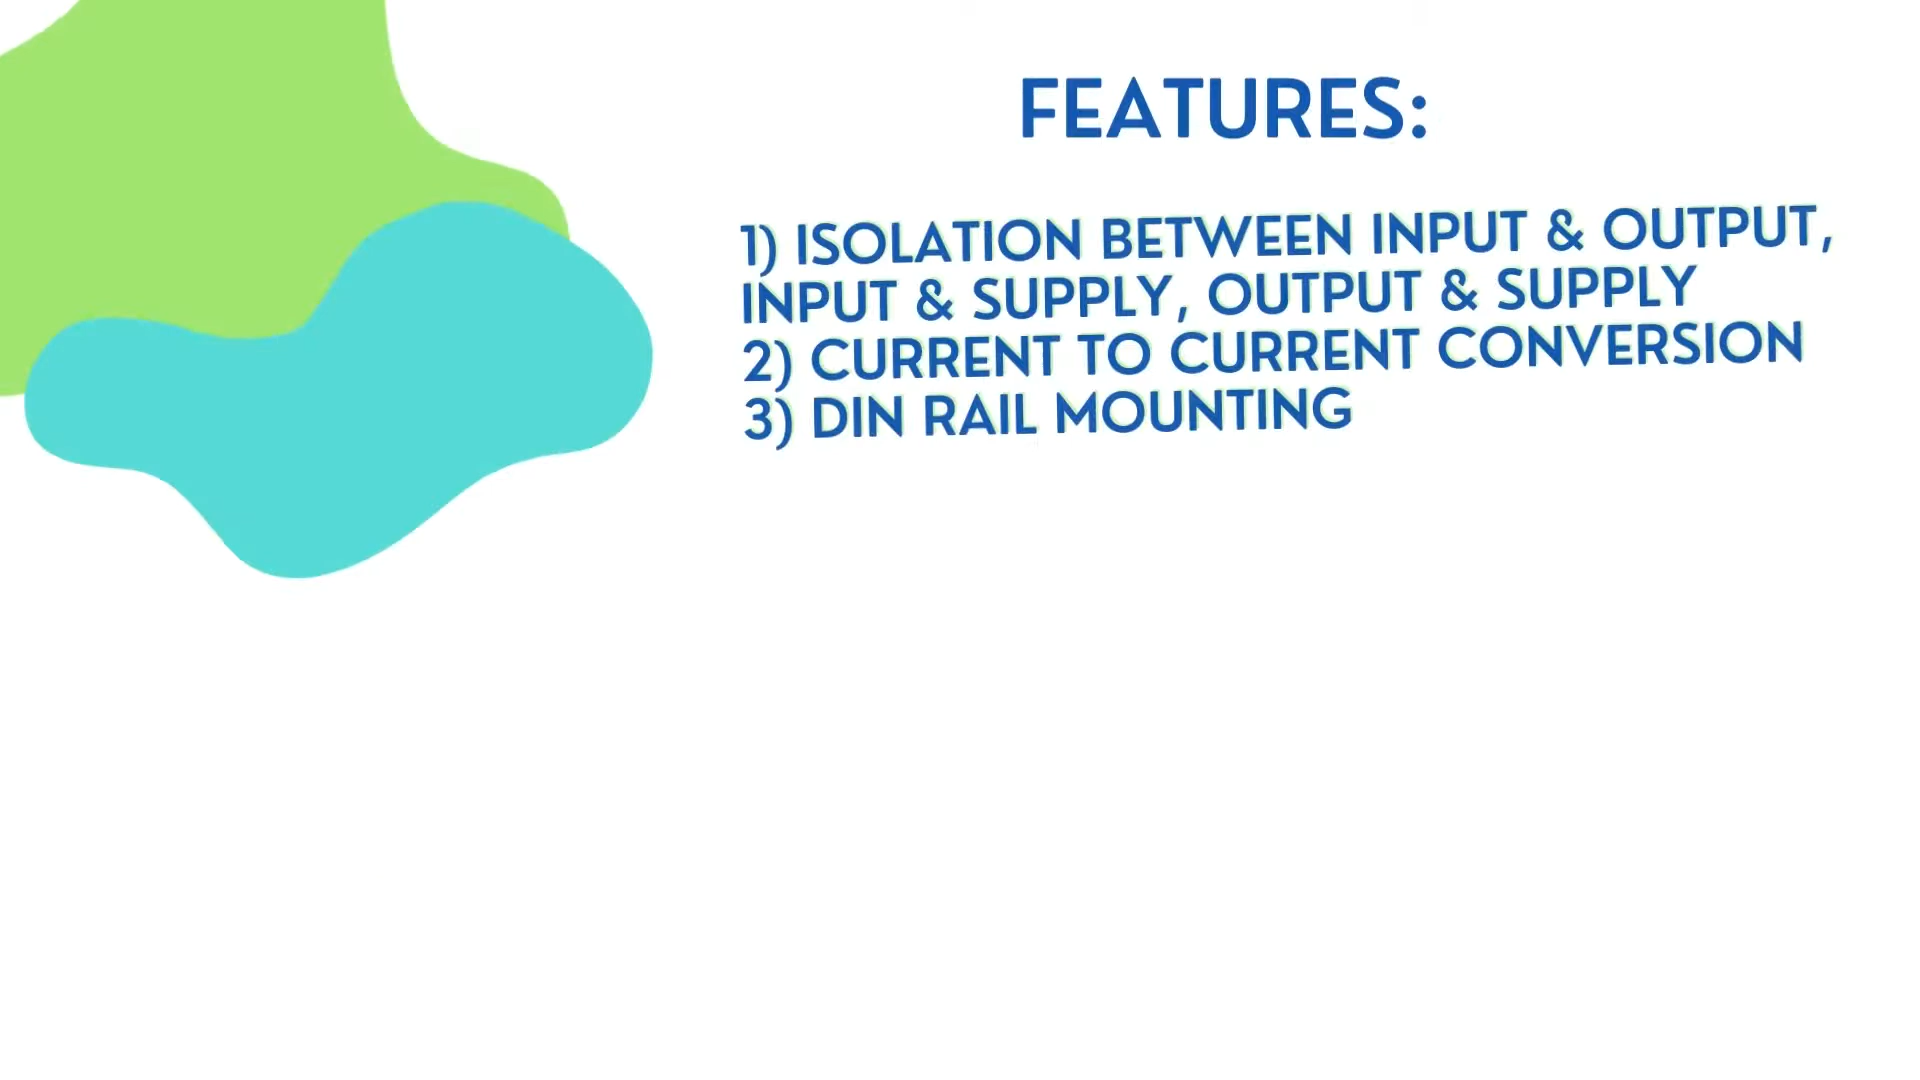 FEATURES:
1) ISOLATION BETWEEN INPUT & OUTPUT,
INPUT & SUPPLY, OUTPUT & SUPPLY
2) CURRENT TO CURRENT CONVERSION
3) DIN RAIL MOUNTING